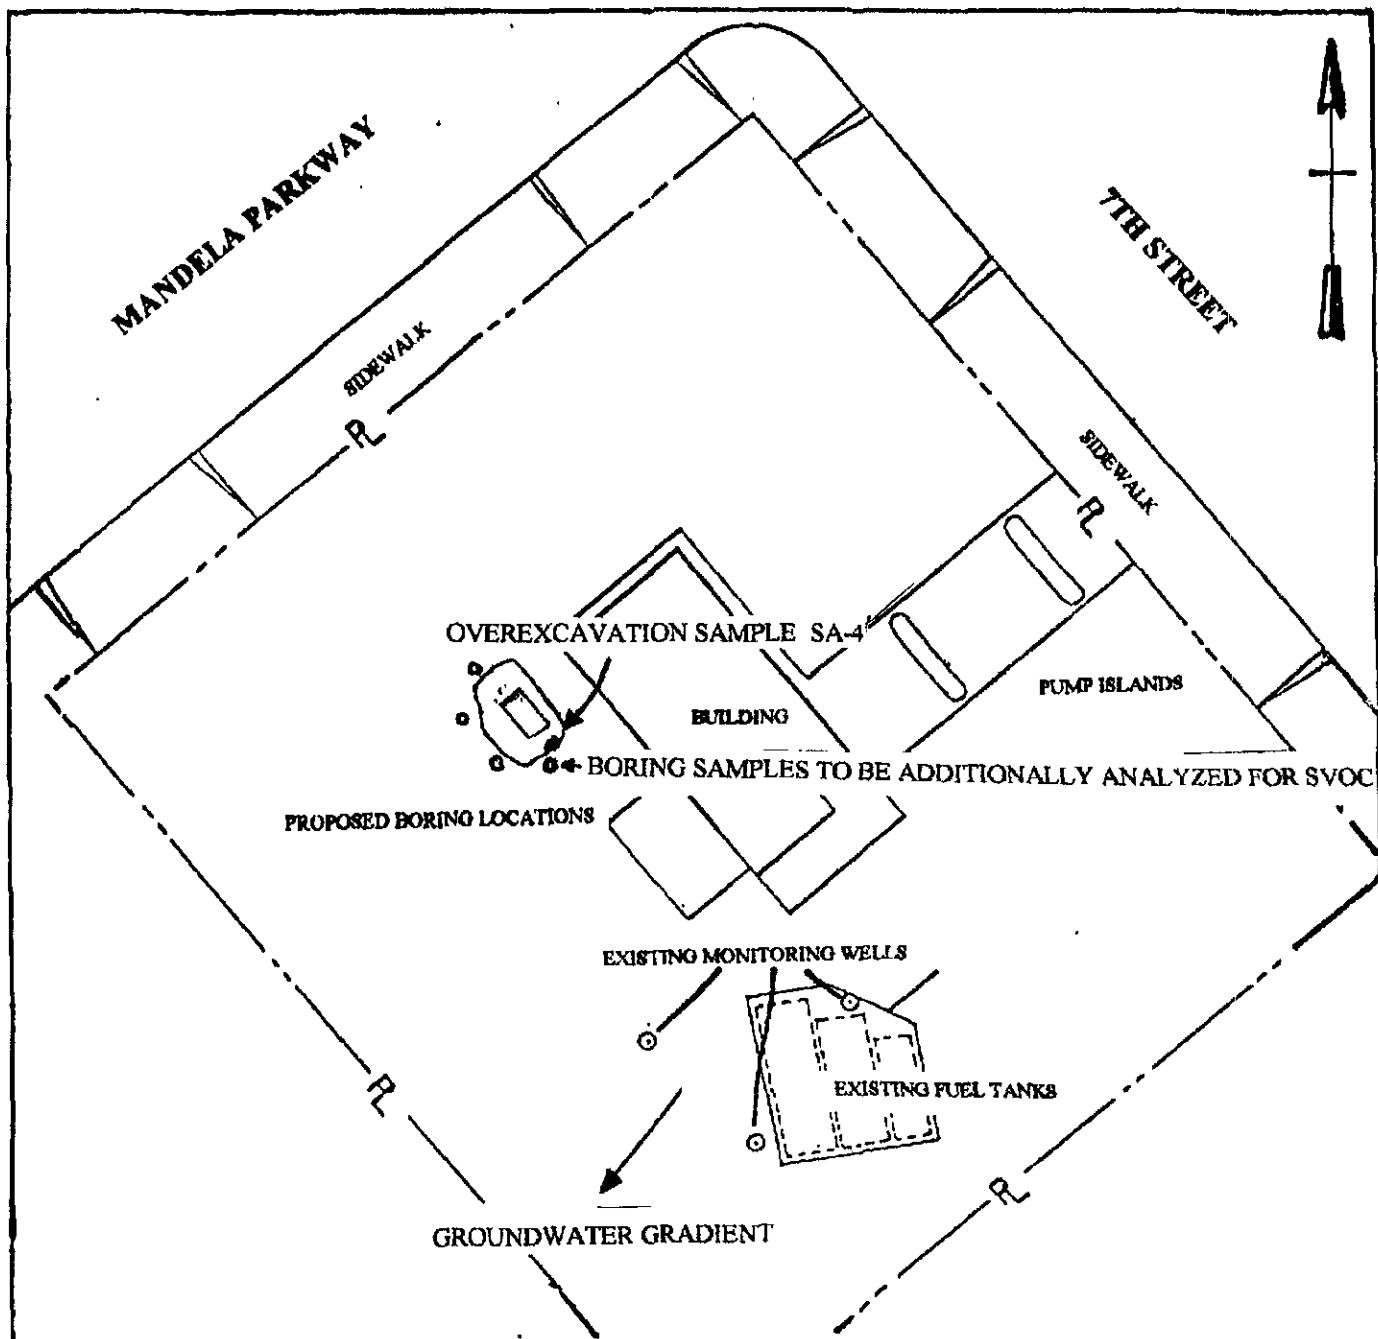 MANDELA PARKWAY
7TH STREET
SIDEWALK
PL
SIDEWALK
PL
OVEREXCAVATION SAMPLE SA-4
PUMP ISLANDS
BUILDING
BORING SAMPLES TO BE ADDITIONALLY ANALYZED FOR SVOC
PROPOSED BORING LOCATIONS
EXISTING MONITORING WELLS
EXISTING FUEL TANKS
PL
PL
GROUNDWATER GRADIENT